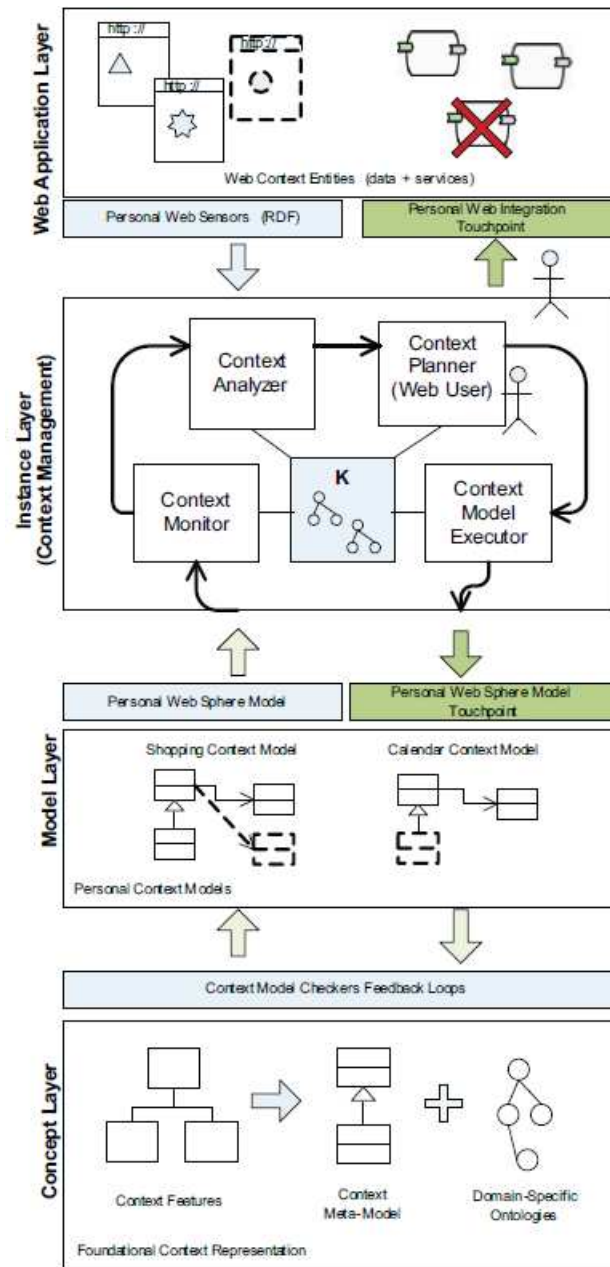 Web Application Layer
http://
http://
http://
Web Context Entities (data + services)
Personal Web Sensors (RDF)
Personal Web Integration
Touchpoint
Instance Layer
(Context Management)
Context
Analyzer
Context
Planner
(Web User)
K
Context
Monitor
Context
Model
Executor
Personal Web Sphere Model
Personal Web Sphere Model
Touchpoint
Model Layer
Shopping Context Model
Calendar Context Model
Personal Context Models
Context Model Checkers Feedback Loops
Concept Layer
Context Features
Context
Meta-Model
Domain-Specific
Ontologies
Foundational Context Representation